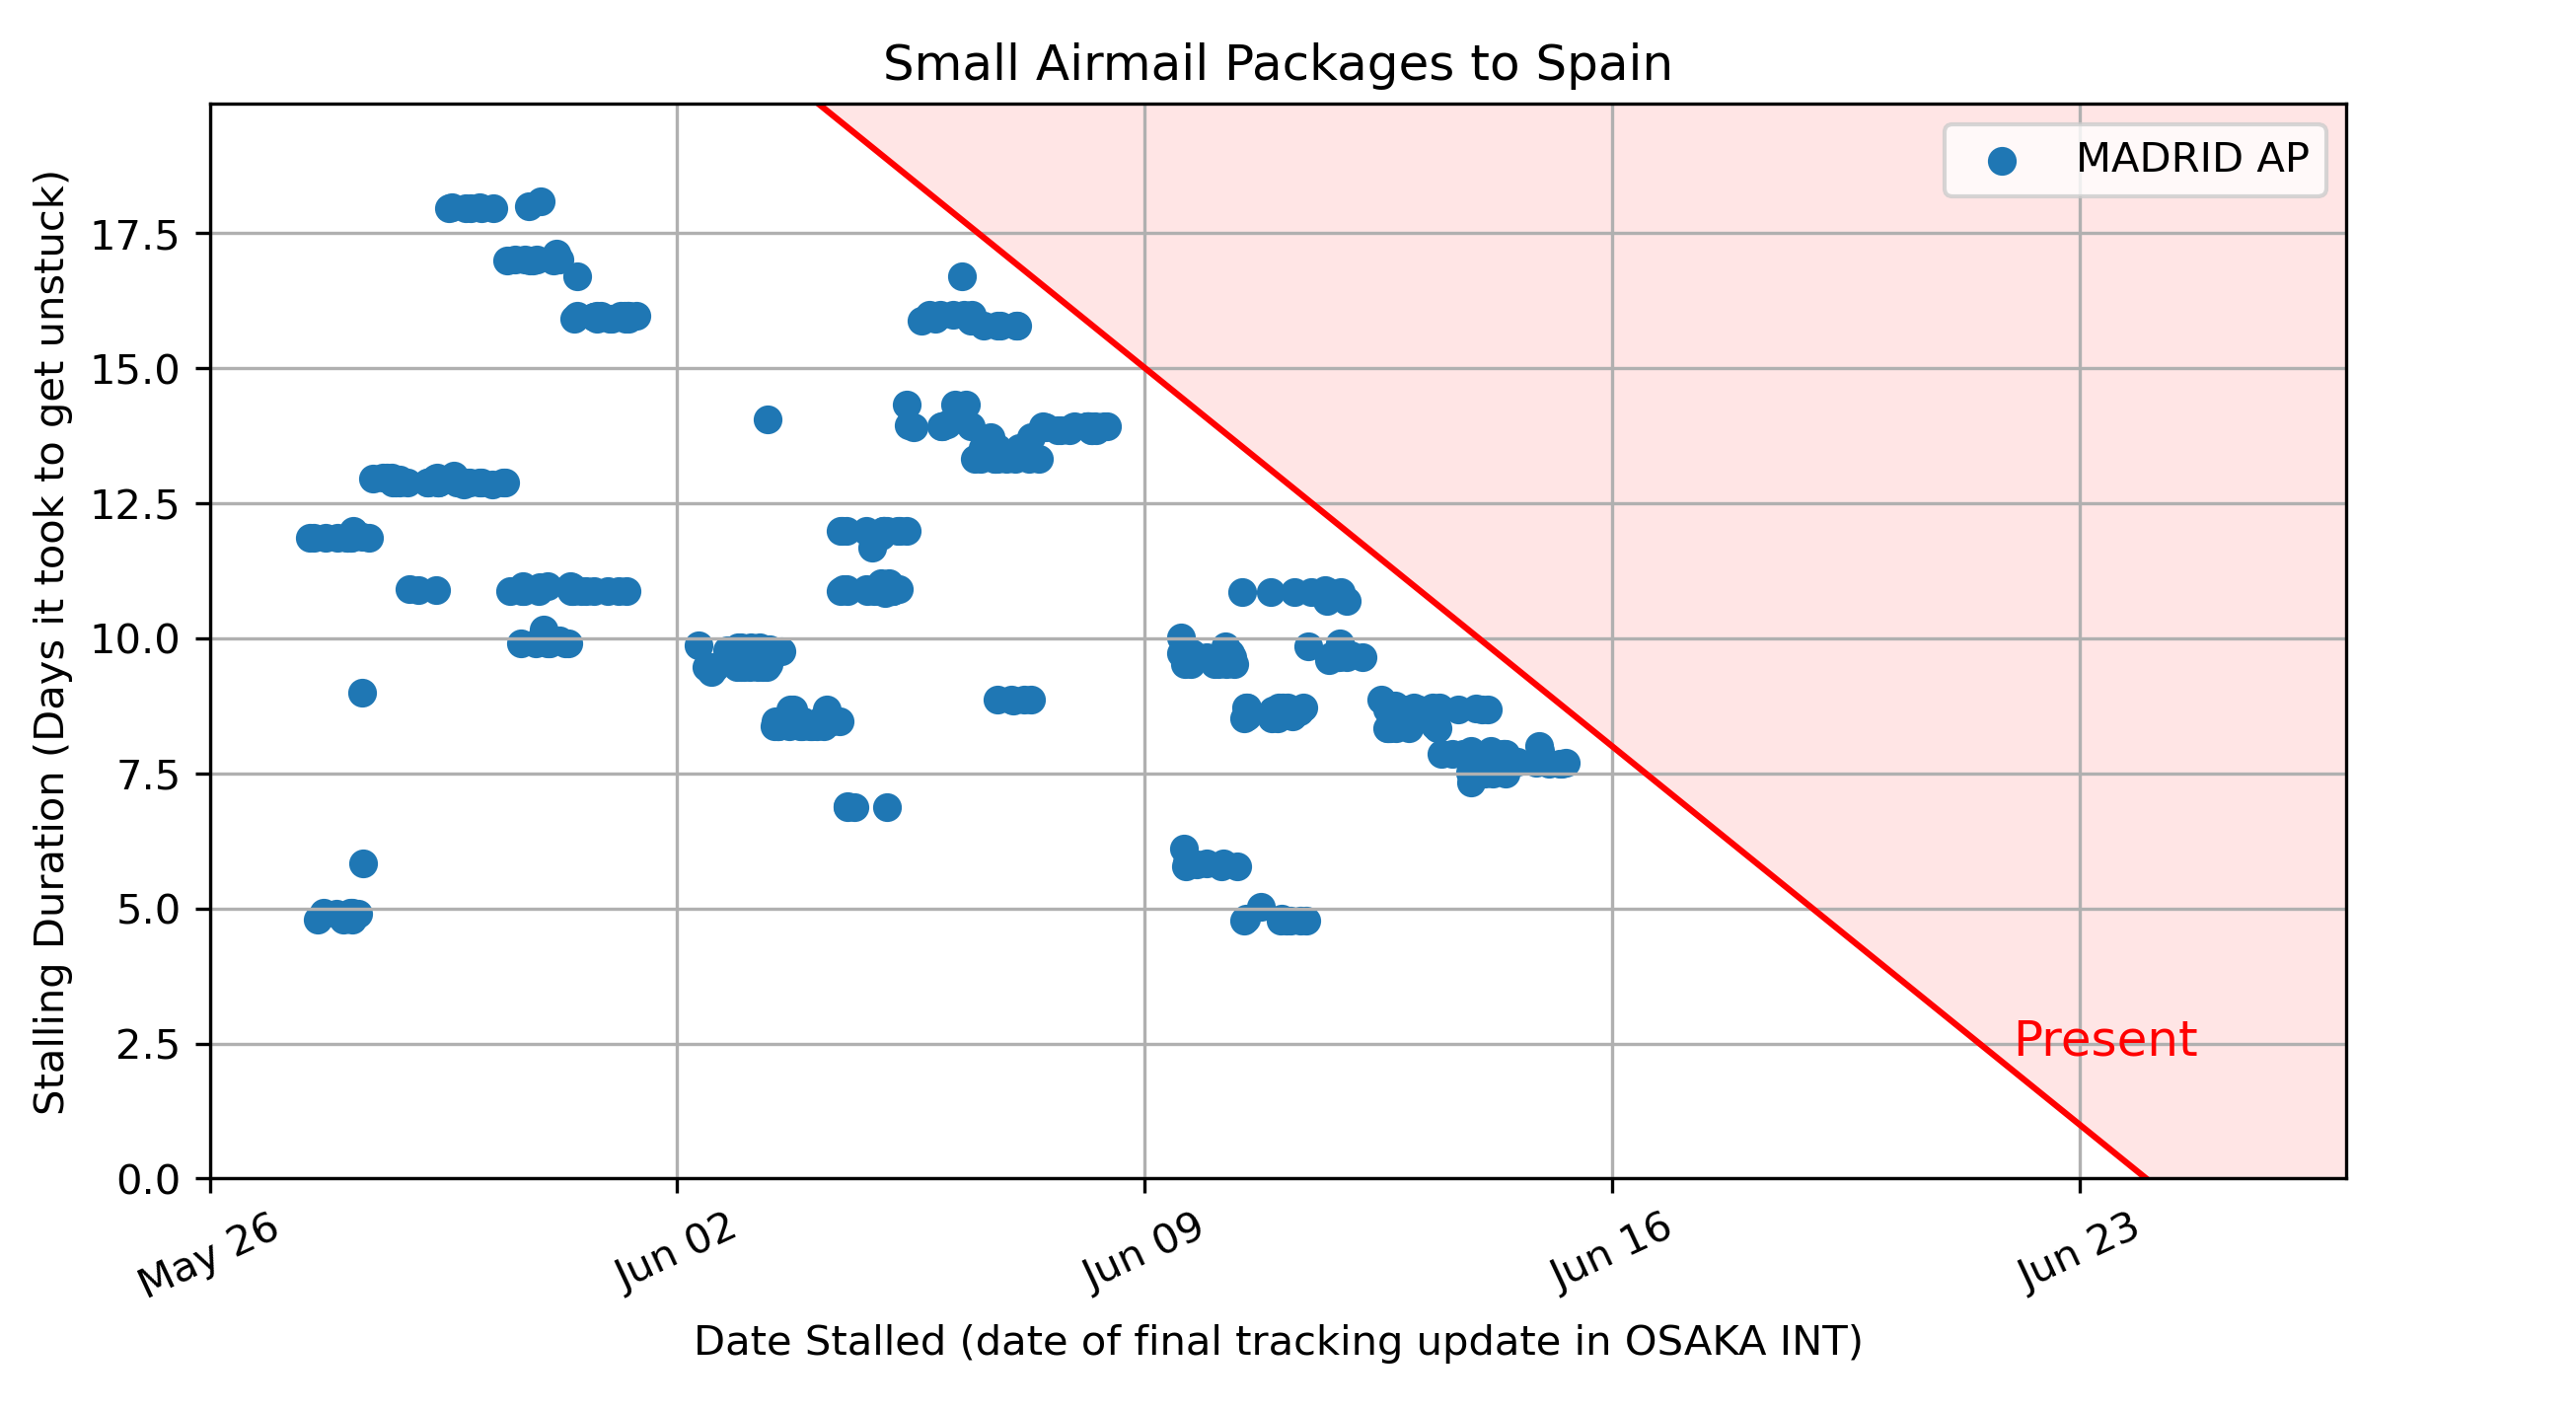 Small Airmail Packages to Spain
MADRID AP
Stalling Duration (Days it took to get unstuck)
17.5
15.0
12.5
10.0
7.5
5.0
2.5
0.0
Present
May 26
Jun 02
Jun 09
Jun 16
Jun 23
Date Stalled (date of final tracking update in OSAKA INT)